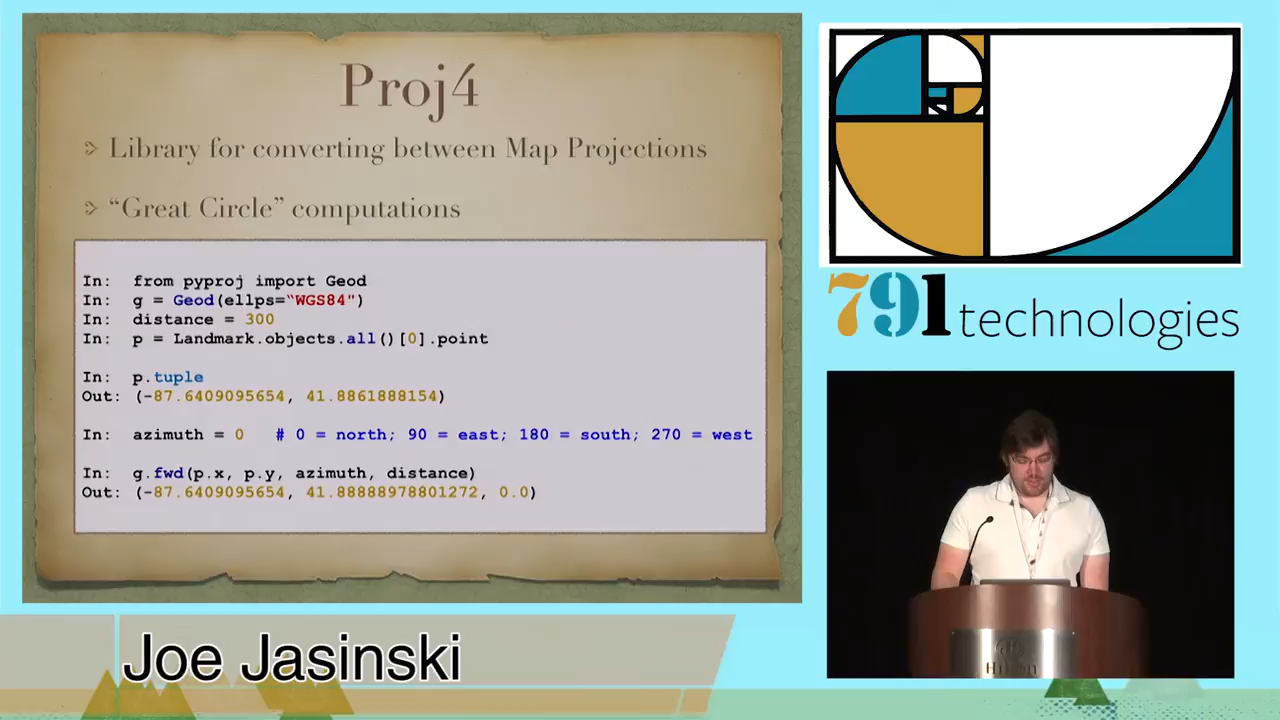 Proj4
Library for converting between Map Projections
“Great Circle” computations
In: from pyproj import Geod
In: g = Geod(ellps=“WGS84")
In: distance = 300
In: p = Landmark.objects.all()[0].point
In: p.tuple
Out: (-87.6409095654, 41.8861888154)
In: azimuth = 0 # 0 = north; 90 = east; 180 = south; 270 = west
In: g.fwd(p.x, p.y, azimuth, distance)
Out: (-87.6409095654, 41.88888978801272, 0.0)
791 technologies
Hilton
Joe Jasinski